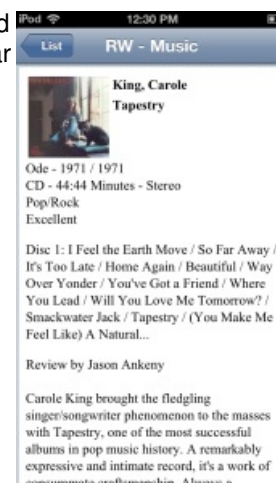 iPod 12:30 PM
List RW - Music
King, Carole
Tapestry
Ode - 1971 / 1971
CD - 44:44 Minutes - Stereo
Pop/Rock
Excellent
Disc 1: I Feel the Earth Move / So Far Away /
It's Too Late / Home Again / Beautiful / Way
Over Yonder / You've Got a Friend / Where
You Lead / Will You Love Me Tomorrow? /
Smackwater Jack / Tapestry / (You Make Me
Feel Like) A Natural...
Review by Jason Ankeny
Carole King brought the fledgling
singer/songwriter phenomenon to the masses
with Tapestry, one of the most successful
albums in pop music history. A remarkably
expressive and intimate record, it's a work of
consummate craftsmanship. Always a